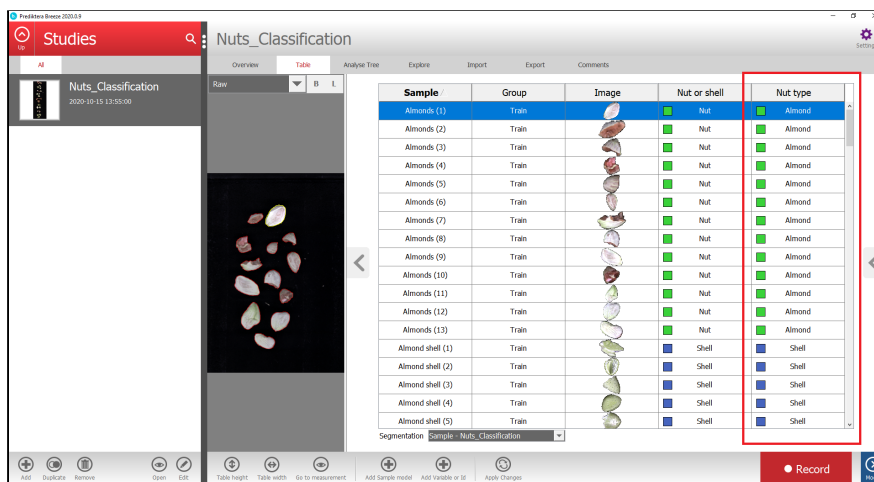 Prediktera Breeze 2020.0.9
Up
Studies
Nuts_Classification
Settings
All
Overview Table Analyse Tree Explore Import Export Comments
Nuts_Classification
2020-10-15 13:55:00
Raw B L
Sample / Group Image Nut or shell Nut type
Almonds (1) Train Nut Almond
Almonds (2) Train Nut Almond
Almonds (3) Train Nut Almond
Almonds (4) Train Nut Almond
Almonds (5) Train Nut Almond
Almonds (6) Train Nut Almond
Almonds (7) Train Nut Almond
Almonds (8) Train Nut Almond
Almonds (9) Train Nut Almond
Almonds (10) Train Nut Almond
Almonds (11) Train Nut Almond
Almonds (12) Train Nut Almond
Almonds (13) Train Nut Almond
Almond shell (1) Train Shell Shell
Almond shell (2) Train Shell Shell
Almond shell (3) Train Shell Shell
Almond shell (4) Train Shell Shell
Almond shell (5) Train Shell Shell
Segmentation Sample - Nuts_Classification
Add Duplicate Remove Open Edit Table height Table width Go to measurement Add Sample model Add Variable or Id Apply Changes Record